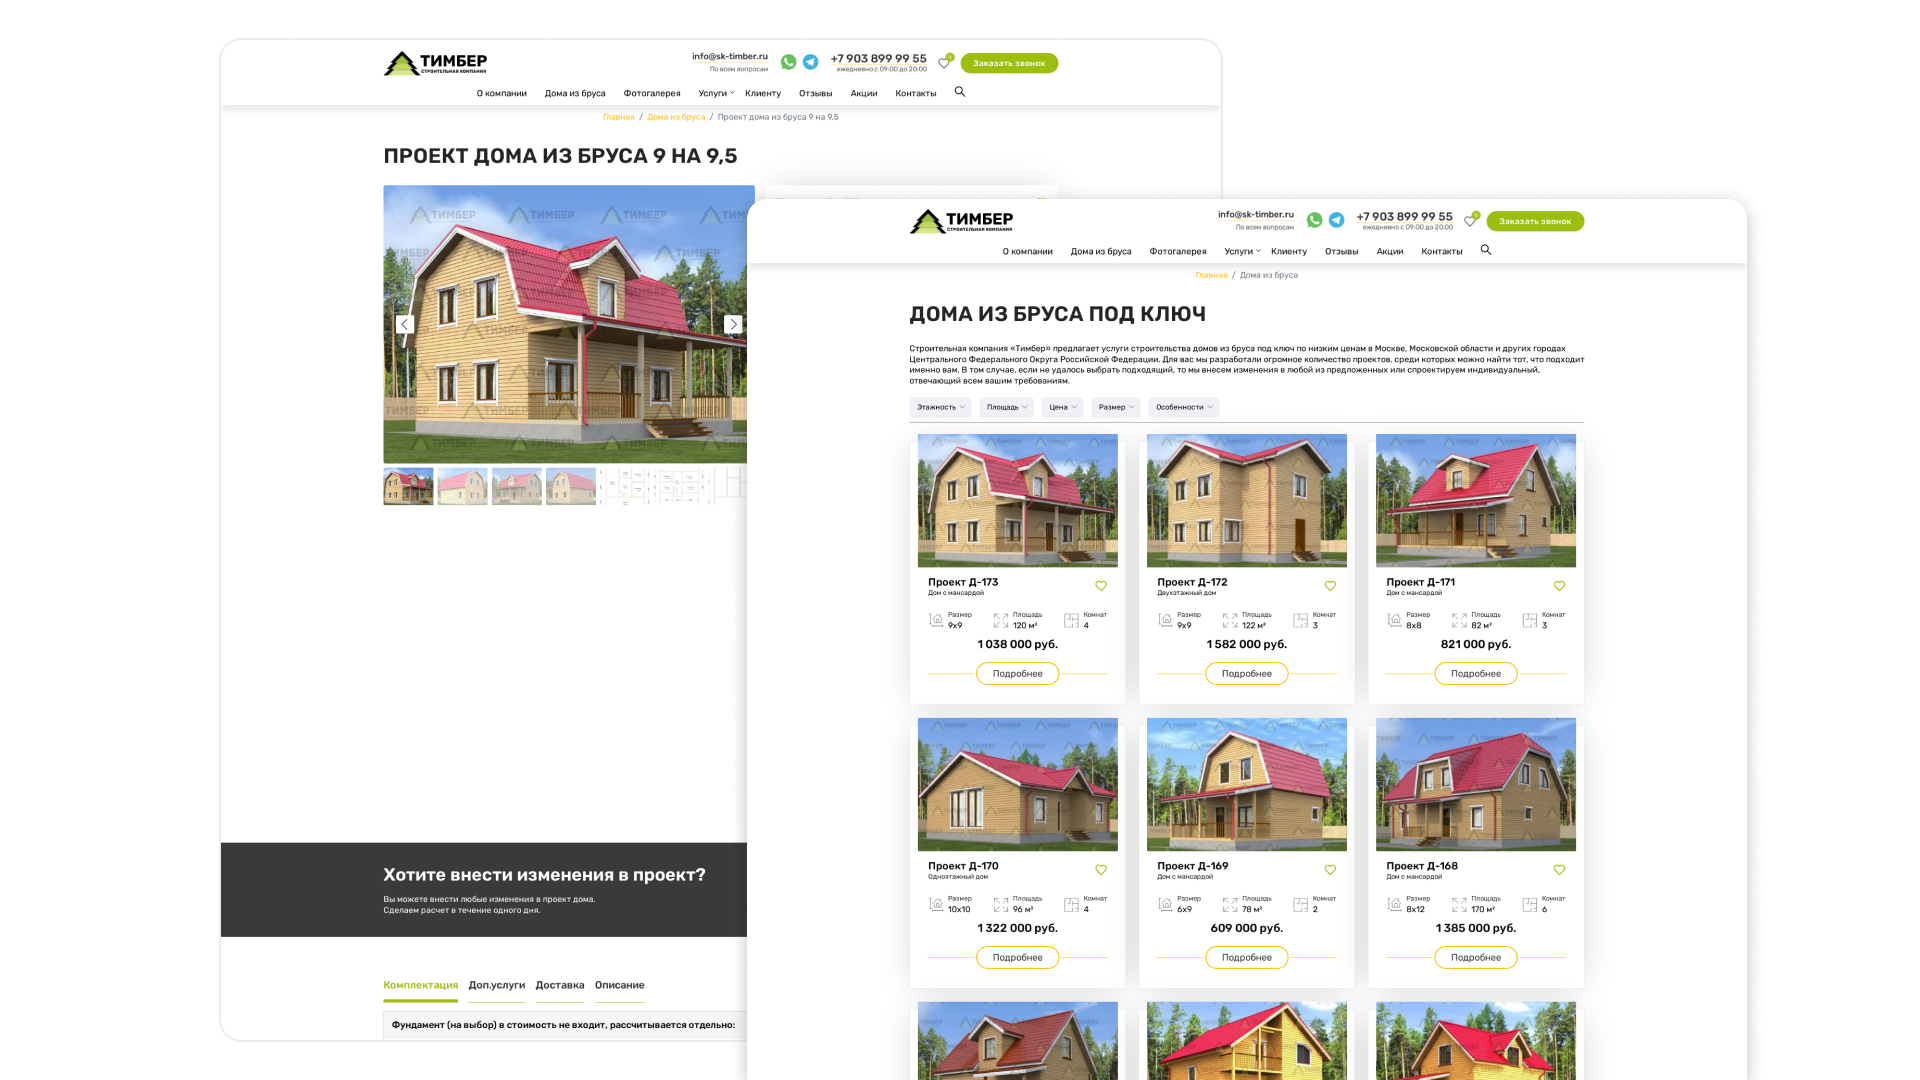 ТИМБЕР
СТРОИТЕЛЬНАЯ КОМПАНИЯ
info@sk-timber.ru
По всем вопросам
+7 903 899 99 55
ежедневно с 09:00 до 20:00
0
Заказать звонок
О компании Дома из бруса Фотогалерея Услуги Клиенту Отзывы Акции Контакты
Главная / Дома из бруса / Проект дома из бруса 9 на 9,5
ПРОЕКТ ДОМА ИЗ БРУСА 9 НА 9,5
Хотите внести изменения в проект?
Вы можете внести любые изменения в проект дома.
Сделаем расчет в течение одного дня.
Комплектация Доп.услуги Доставка Описание
Фундамент (на выбор) в стоимость не входит, рассчитывается отдельно:
ТИМБЕР
СТРОИТЕЛЬНАЯ КОМПАНИЯ
info@sk-timber.ru
По всем вопросам
+7 903 899 99 55
ежедневно с 09:00 до 20:00
0
Заказать звонок
О компании Дома из бруса Фотогалерея Услуги Клиенту Отзывы Акции Контакты
Главная / Дома из бруса
ДОМА ИЗ БРУСА ПОД КЛЮЧ
Строительная компания «Тимбер» предлагает услуги строительства домов из бруса под ключ по низким ценам в Москве, Московской области и других городах
Центрального Федерального Округа Российской Федерации. Для вас мы разработали огромное количество проектов, среди которых можно найти тот, что подходит
именно вам. В том случае, если не удалось выбрать подходящий, то мы внесем изменения в любой из предложенных или спроектируем индивидуальный,
отвечающий всем вашим требованиям.
Этажность Площадь Цена Размер Особенности
Проект Д-173
Дом с мансардой
Размер Площадь Комнат
9х9 120 м² 4
1 038 000 руб.
Подробнее
Проект Д-172
Двухэтажный дом
Размер Площадь Комнат
9х9 122 м² 3
1 582 000 руб.
Подробнее
Проект Д-171
Дом с мансардой
Размер Площадь Комнат
8х8 82 м² 3
821 000 руб.
Подробнее
Проект Д-170
Одноэтажный дом
Размер Площадь Комнат
10х10 96 м² 4
1 322 000 руб.
Подробнее
Проект Д-169
Дом с мансардой
Размер Площадь Комнат
6х9 78 м² 2
609 000 руб.
Подробнее
Проект Д-168
Дом с мансардой
Размер Площадь Комнат
8х12 170 м² 6
1 385 000 руб.
Подробнее